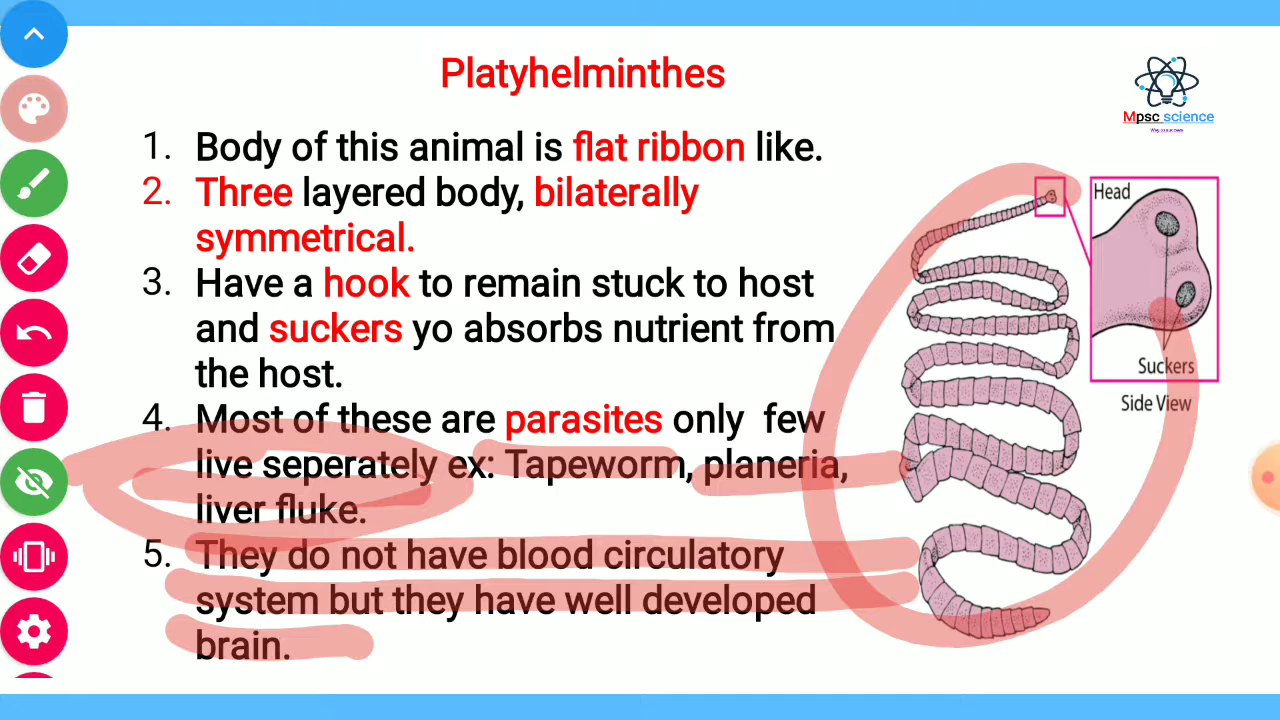 Platyhelminthes
Mpsc science
1. Body of this animal is flat ribbon like.
2. Three layered body, bilaterally
symmetrical.
3. Have a hook to remain stuck to host
and suckers yo absorbs nutrient from
the host.
4. Most of these are parasites only few
live seperately ex: Tapeworm, planeria,
liver fluke.
5. They do not have blood circulatory
system but they have well developed
brain.
Head
Suckers
Side View